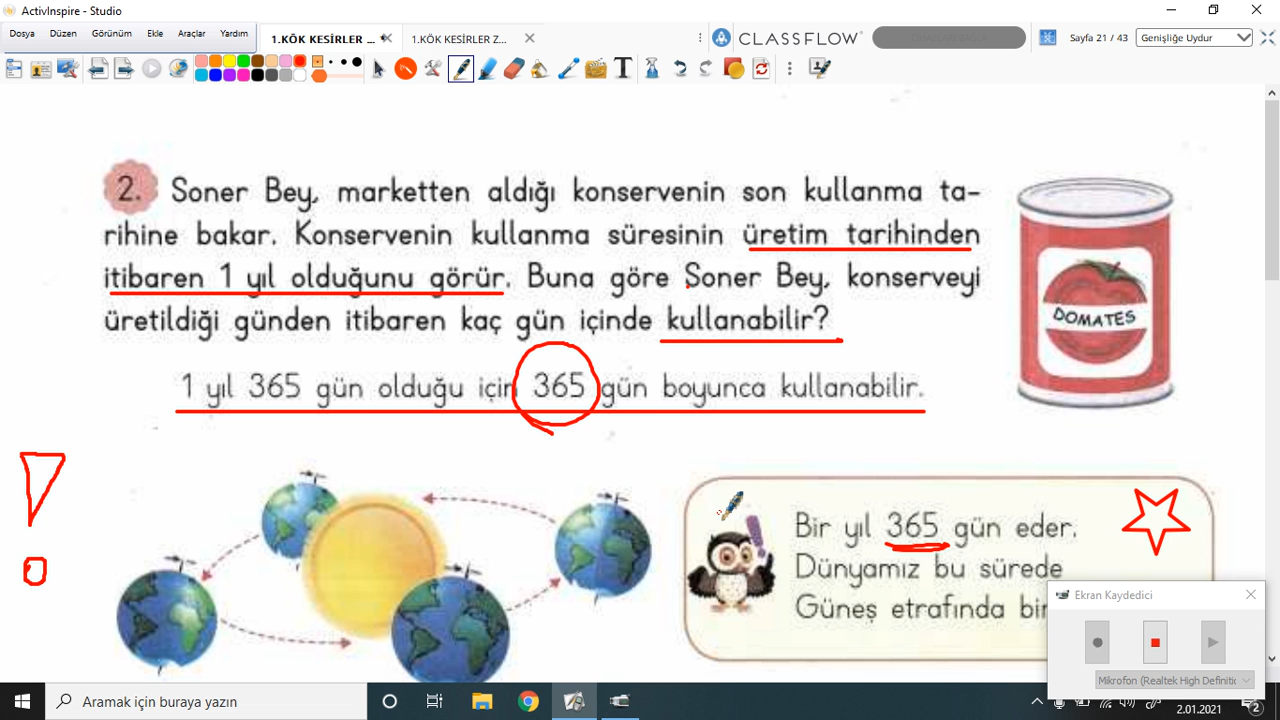 ActivInspire - Studio
Dosya Düzen Görünüm Ekle Araçlar Yardım
1.KÖK KESİRLER ...
1.KÖK KESİRLER Z...
CLASSFLOW
Sayfa 21 / 43
Genişliğe Uydur
2. Soner Bey, marketten aldığı konservenin son kullanma ta-
rihine bakar. Konservenin kullanma süresinin üretim tarihinden
itibaren 1 yıl olduğunu görür. Buna göre Soner Bey, konserveyi
üretildiği günden itibaren kaç gün içinde kullanabilir?
DOMATES
1 yıl 365 gün olduğu için 365 gün boyunca kullanabilir.
Bir yıl 365 gün eder.
Dünyamız bu sürede
Güneş etrafında bir
Ekran Kaydedici
Mikrofon (Realtek High Definitic
Aramak için buraya yazın
2.01.2021
2